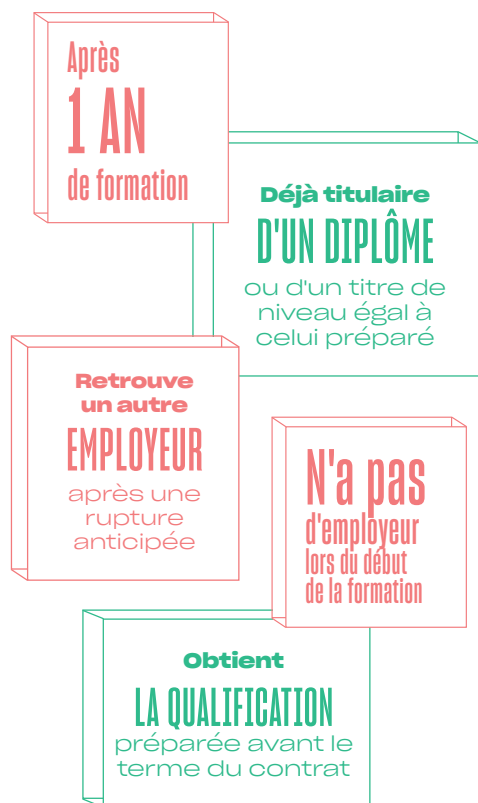 Après
1 AN
de formation
Déjà titulaire
D'UN DIPLÔME
ou d'un titre de
niveau égal à
celui préparé
Retrouve
un autre
EMPLOYEUR
après une
rupture
anticipée
N'a pas
d'employeur
lors du début
de la formation
Obtient
LA QUALIFICATION
préparée avant le
terme du contrat